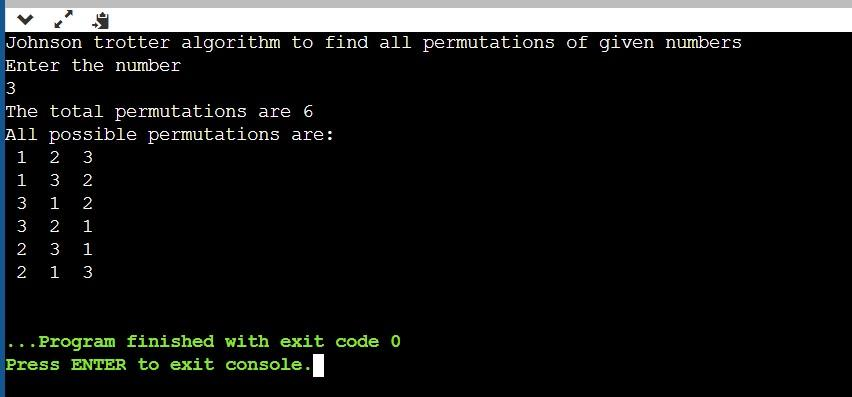 Johnson trotter algorithm to find all permutations of given numbers
Enter the number
3
The total permutations are 6
All possible permutations are:
1 2 3
1 3 2
3 1 2
3 2 1
2 3 1
2 1 3
...Program finished with exit code 0
Press ENTER to exit console.